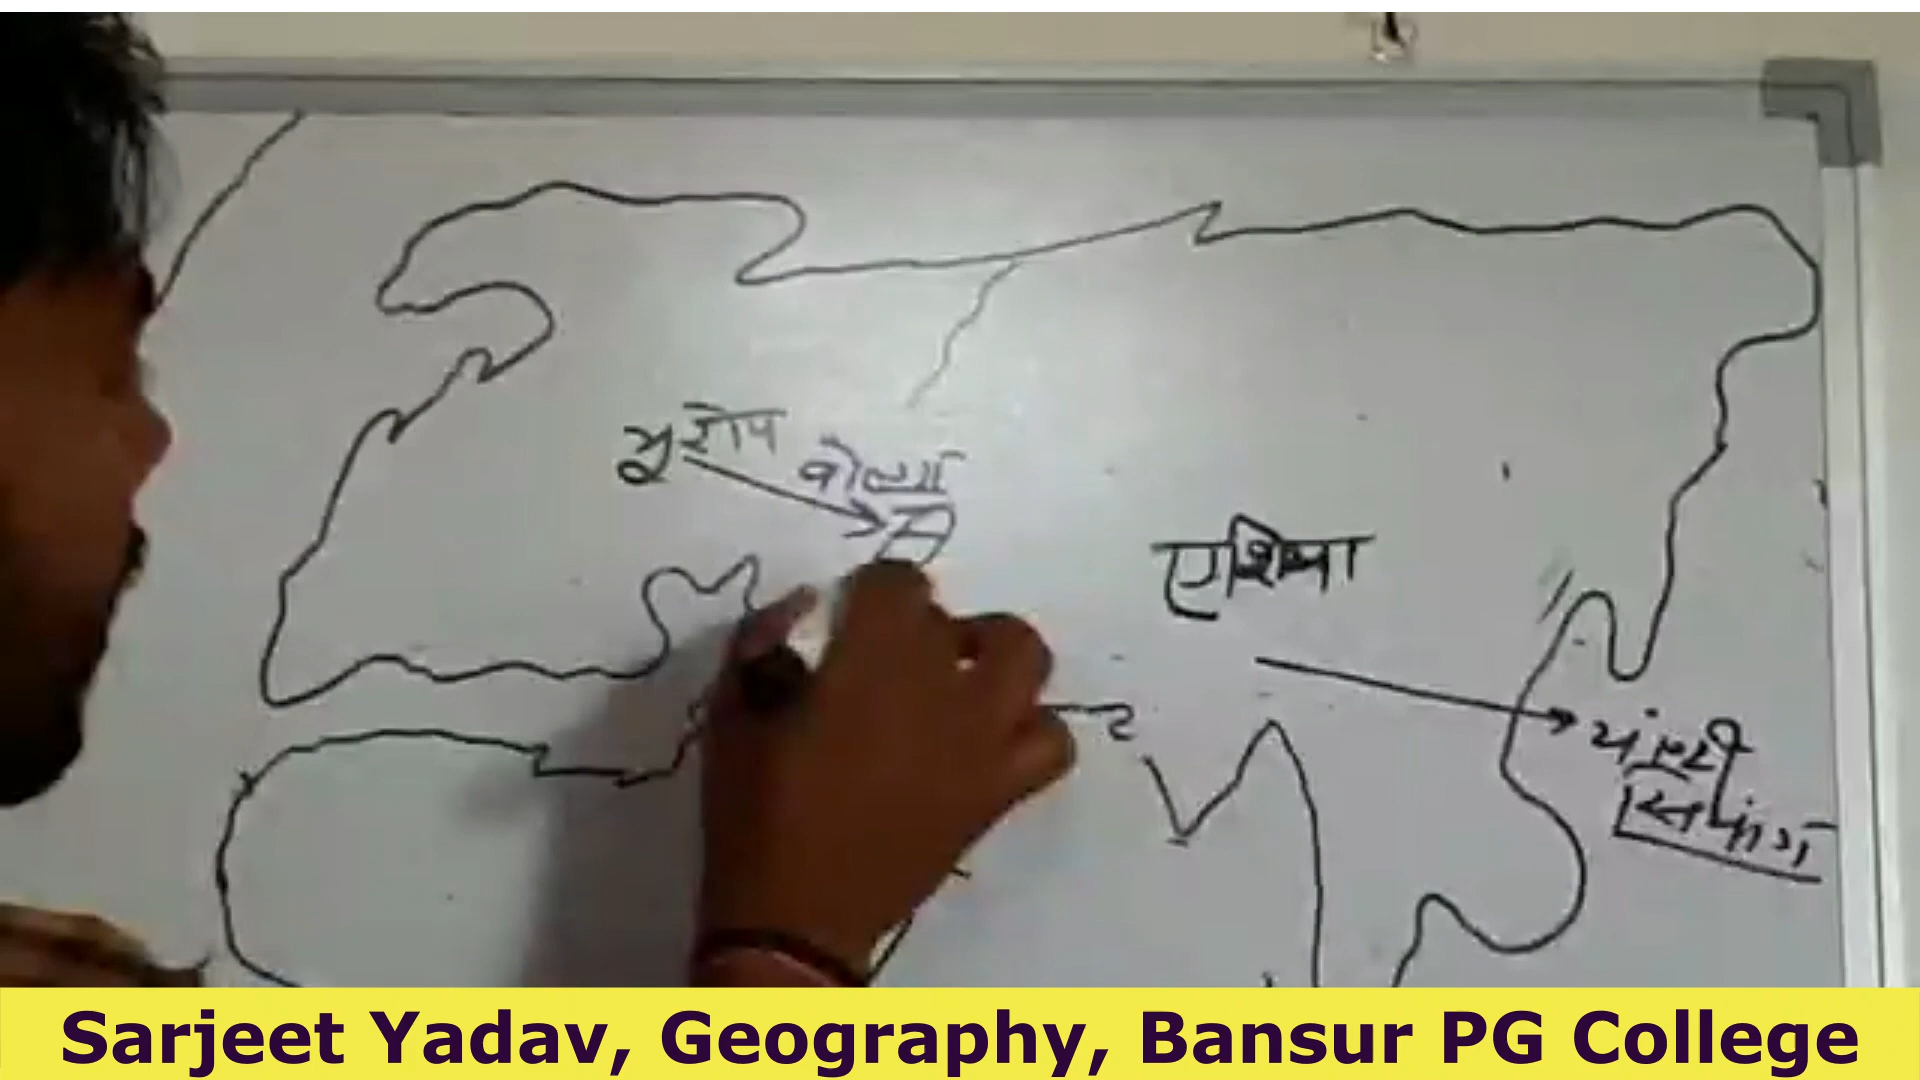 यूरोप
वोल्गा
एशिया
यांग्टी
क्यांग
Sarjeet Yadav, Geography, Bansur PG College